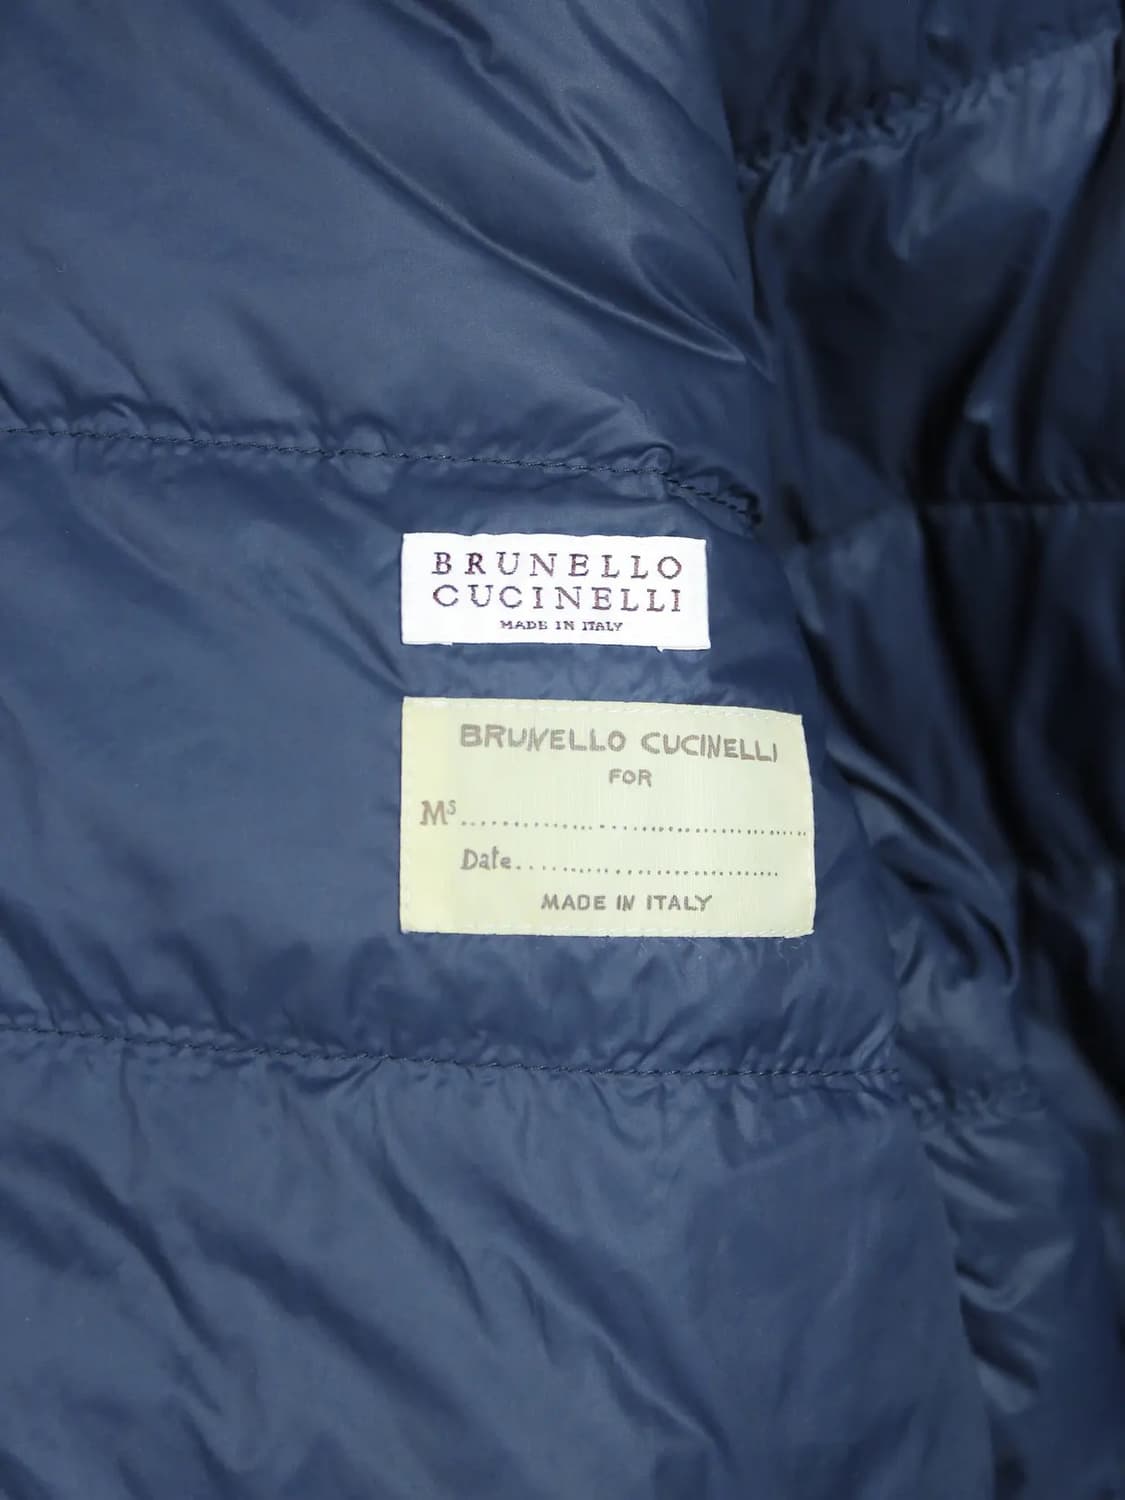 BRUNELLO
CUCINELLI
MADE IN ITALY
BRUNELLO CUCINELLI
FOR
Ms..............................................
Date..............................................
MADE IN ITALY